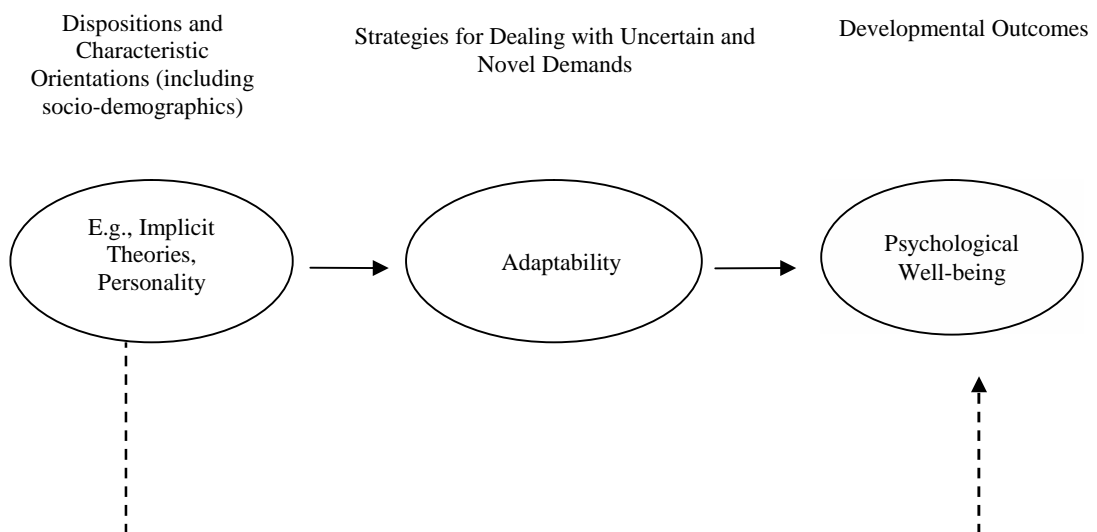 Dispositions and
Characteristic
Orientations (including
socio-demographics)
Strategies for Dealing with Uncertain and
Novel Demands
Developmental Outcomes
E.g., Implicit
Theories,
Personality
Adaptability
Psychological
Well-being